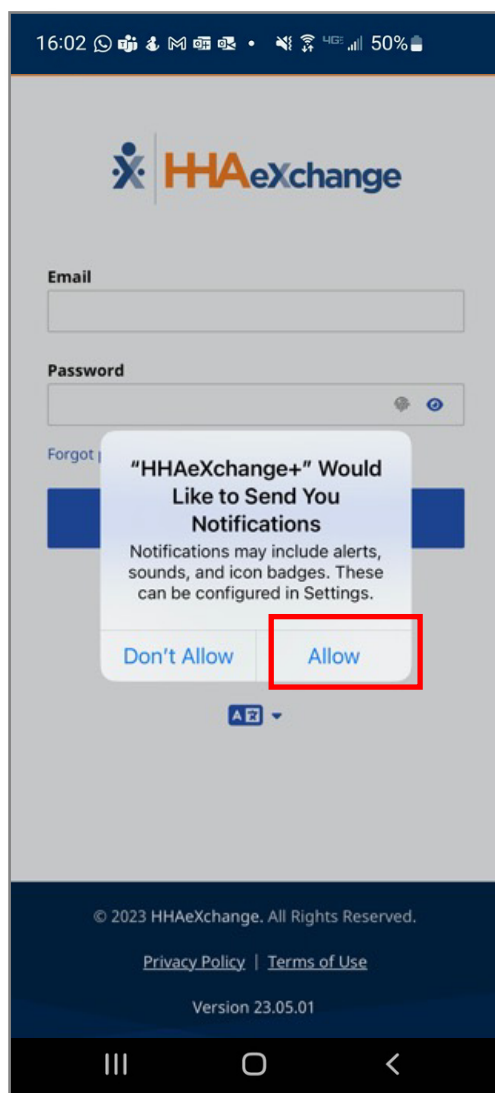 16:02 4GE 50%
HHAeXchange
Email
Password
Forgot
"HHAeXchange+" Would
Like to Send You
Notifications
Notifications may include alerts,
sounds, and icon badges. These
can be configured in Settings.
Don't Allow Allow
© 2023 HHAeXchange. All Rights Reserved.
Privacy Policy | Terms of Use
Version 23.05.01